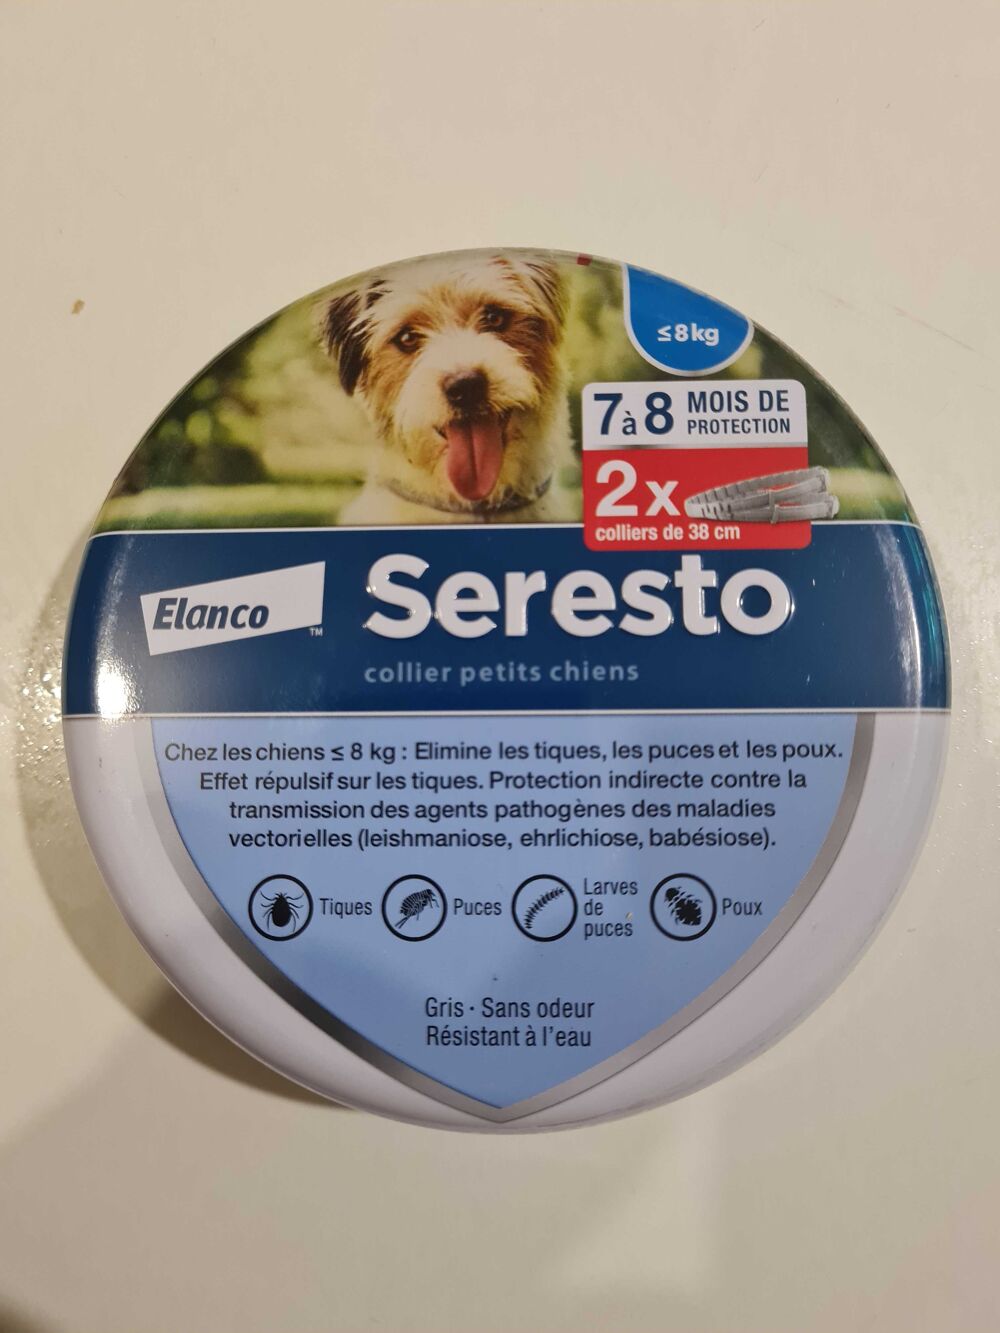 ≤8kg
7à8 MOIS DE
PROTECTION
2x
colliers de 38 cm
Elanco
TM
Seresto
collier petits chiens
Chez les chiens ≤ 8 kg : Elimine les tiques, les puces et les poux.
Effet répulsif sur les tiques. Protection indirecte contre la
transmission des agents pathogènes des maladies
vectorielles (leishmaniose, ehrlichiose, babésiose).
Tiques
Puces
Larves
de
puces
Poux
Gris · Sans odeur
Résistant à l'eau